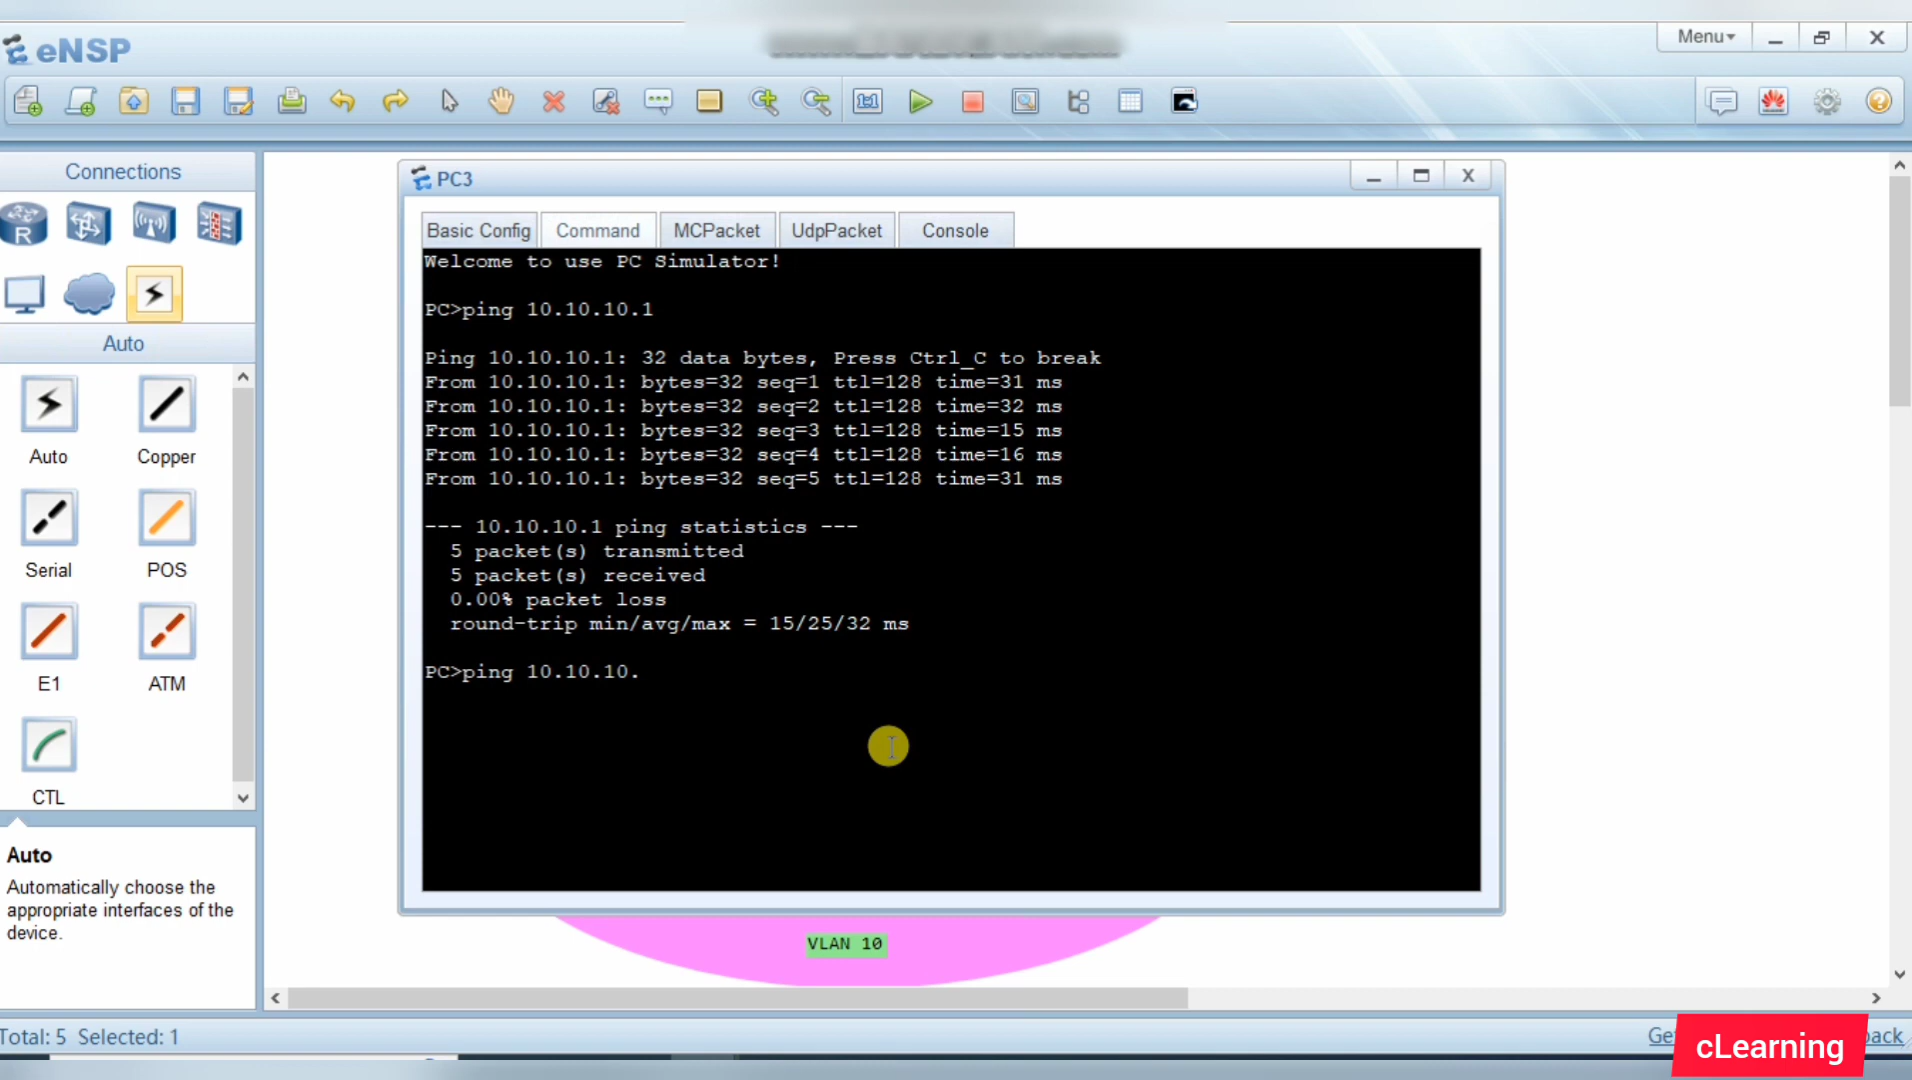 eNSP
Menu
Connections
R
Auto
Auto
Copper
Serial
POS
E1
ATM
CTL
Auto
Automatically choose the
appropriate interfaces of the
device.
PC3
Basic Config
Command
MCPacket
UdpPacket
Console
Welcome to use PC Simulator!
PC>ping 10.10.10.1
Ping 10.10.10.1: 32 data bytes, Press Ctrl_C to break
From 10.10.10.1: bytes=32 seq=1 ttl=128 time=31 ms
From 10.10.10.1: bytes=32 seq=2 ttl=128 time=32 ms
From 10.10.10.1: bytes=32 seq=3 ttl=128 time=15 ms
From 10.10.10.1: bytes=32 seq=4 ttl=128 time=16 ms
From 10.10.10.1: bytes=32 seq=5 ttl=128 time=31 ms
--- 10.10.10.1 ping statistics ---
5 packet(s) transmitted
5 packet(s) received
0.00% packet loss
round-trip min/avg/max = 15/25/32 ms
PC>ping 10.10.10.
VLAN 10
Total: 5 Selected: 1
cLearning